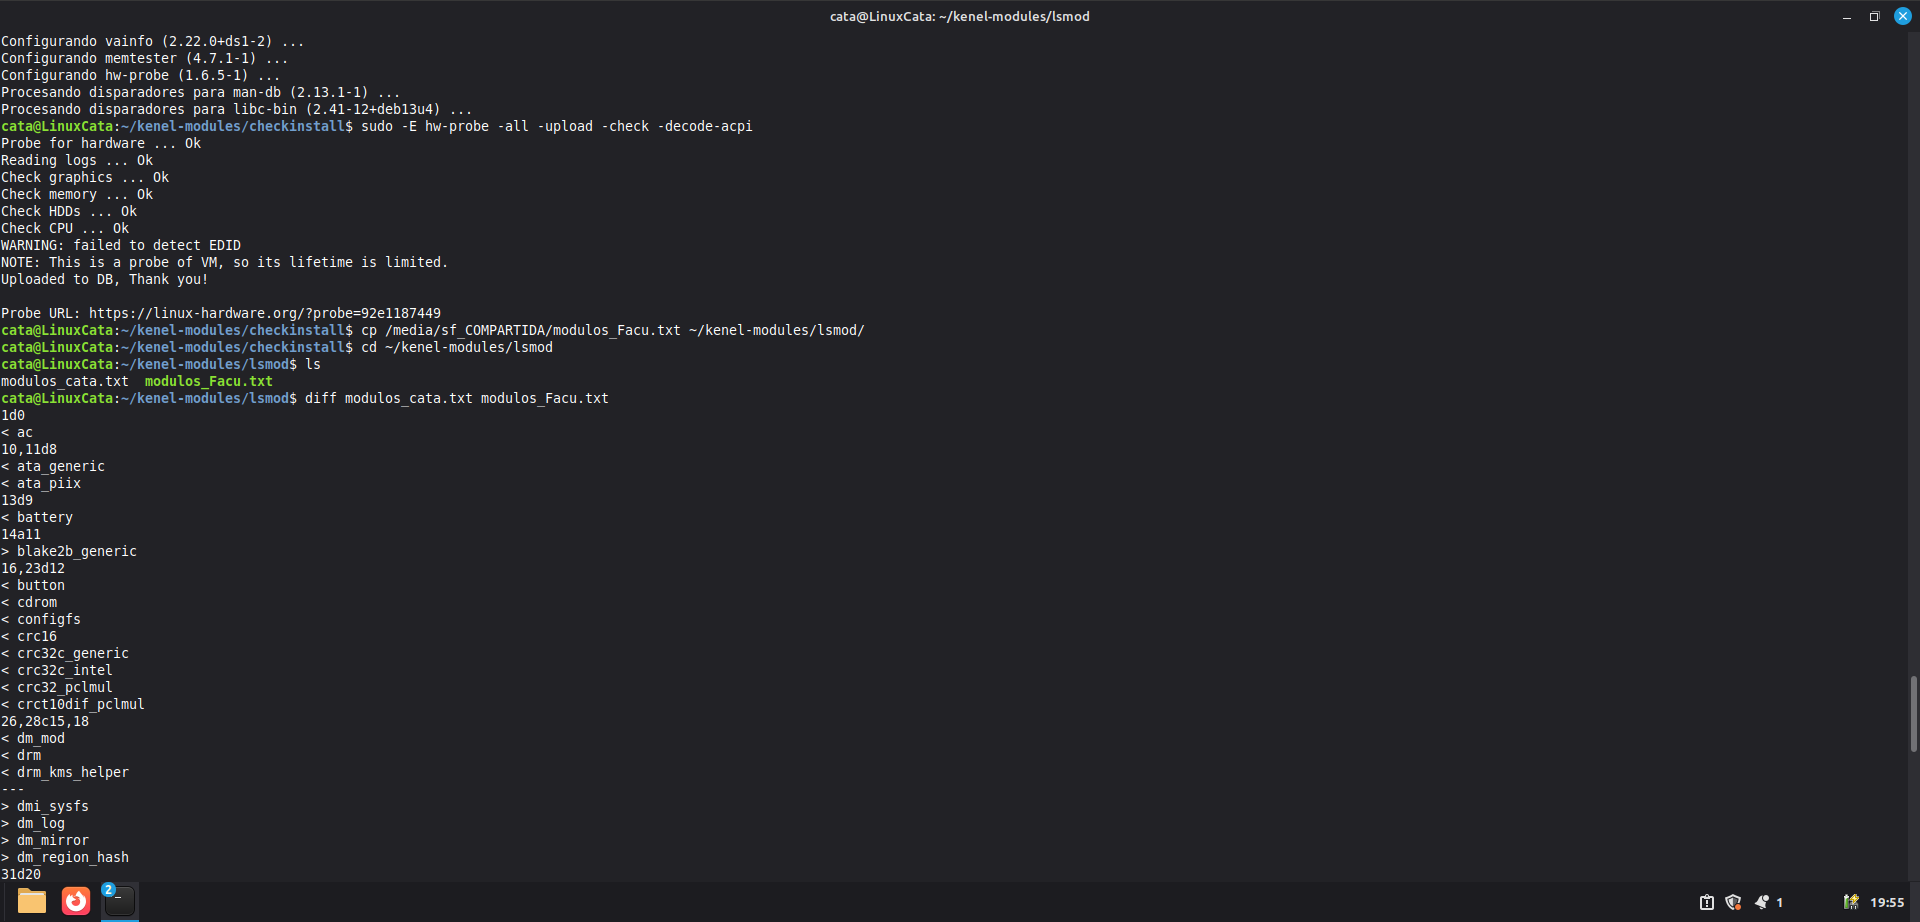 cata@LinuxCata: ~/kenel-modules/lsmod
Configurando vainfo (2.22.0+ds1-2) ...
Configurando memtester (4.7.1-1) ...
Configurando hw-probe (1.6.5-1) ...
Procesando disparadores para man-db (2.13.1-1) ...
Procesando disparadores para libc-bin (2.41-12+deb13u4) ...
cata@LinuxCata:~/kenel-modules/checkinstall$ sudo -E hw-probe -all -upload -check -decode-acpi
Probe for hardware ... Ok
Reading logs ... Ok
Check graphics ... Ok
Check memory ... Ok
Check HDDs ... Ok
Check CPU ... Ok
WARNING: failed to detect EDID
NOTE: This is a probe of VM, so its lifetime is limited.
Uploaded to DB, Thank you!

Probe URL: https://linux-hardware.org/?probe=92e1187449
cata@LinuxCata:~/kenel-modules/checkinstall$ cp /media/sf_COMPARTIDA/modulos_Facu.txt ~/kenel-modules/lsmod/
cata@LinuxCata:~/kenel-modules/checkinstall$ cd ~/kenel-modules/lsmod
cata@LinuxCata:~/kenel-modules/lsmod$ ls
modulos_cata.txt  modulos_Facu.txt
cata@LinuxCata:~/kenel-modules/lsmod$ diff modulos_cata.txt modulos_Facu.txt
1d0
< ac
10,11d8
< ata_generic
< ata_piix
13d9
< battery
14a11
> blake2b_generic
16,23d12
< button
< cdrom
< configfs
< crc16
< crc32c_generic
< crc32c_intel
< crc32_pclmul
< crct10dif_pclmul
26,28c15,18
< dm_mod
< drm
< drm_kms_helper
---
> dmi_sysfs
> dm_log
> dm_mirror
> dm_region_hash
31d20
2
1
19:55